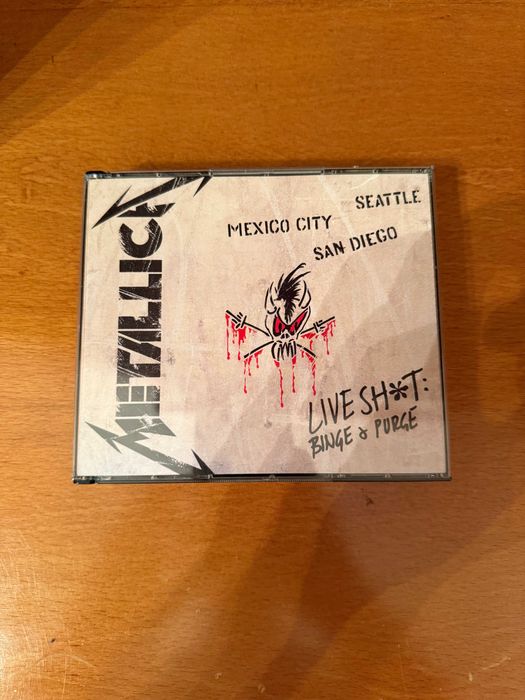 METALLICA
SEATTLE
MEXICO CITY
SAN DIEGO
LIVE SH*T:
BINGE & PURGE